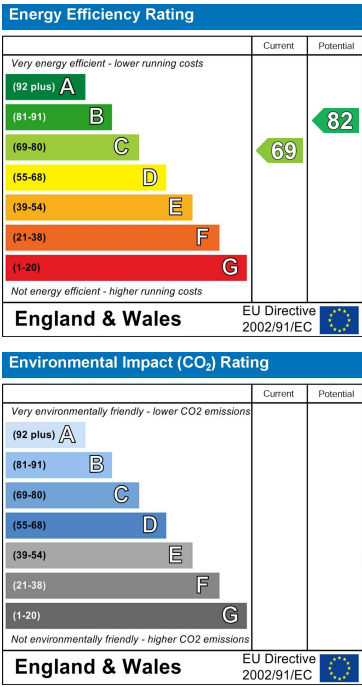 Energy Efficiency Rating
Current Potential
Very energy efficient - lower running costs
(92 plus) A
(81-91) B 82
(69-80) C 69
(55-68) D
(39-54) E
(21-38) F
(1-20) G
Not energy efficient - higher running costs
England & Wales
EU Directive
2002/91/EC
Environmental Impact (CO₂) Rating
Current Potential
Very environmentally friendly - lower CO2 emissions
(92 plus) A
(81-91) B
(69-80) C
(55-68) D
(39-54) E
(21-38) F
(1-20) G
Not environmentally friendly - higher CO2 emissions
England & Wales
EU Directive
2002/91/EC